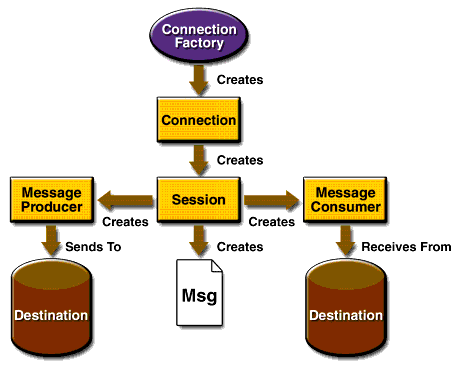 Connection
Factory
Creates
Connection
Creates
Message
Producer
Creates
Session
Creates
Message
Consumer
Sends To
Creates
Receives From
Destination
Msg
Destination